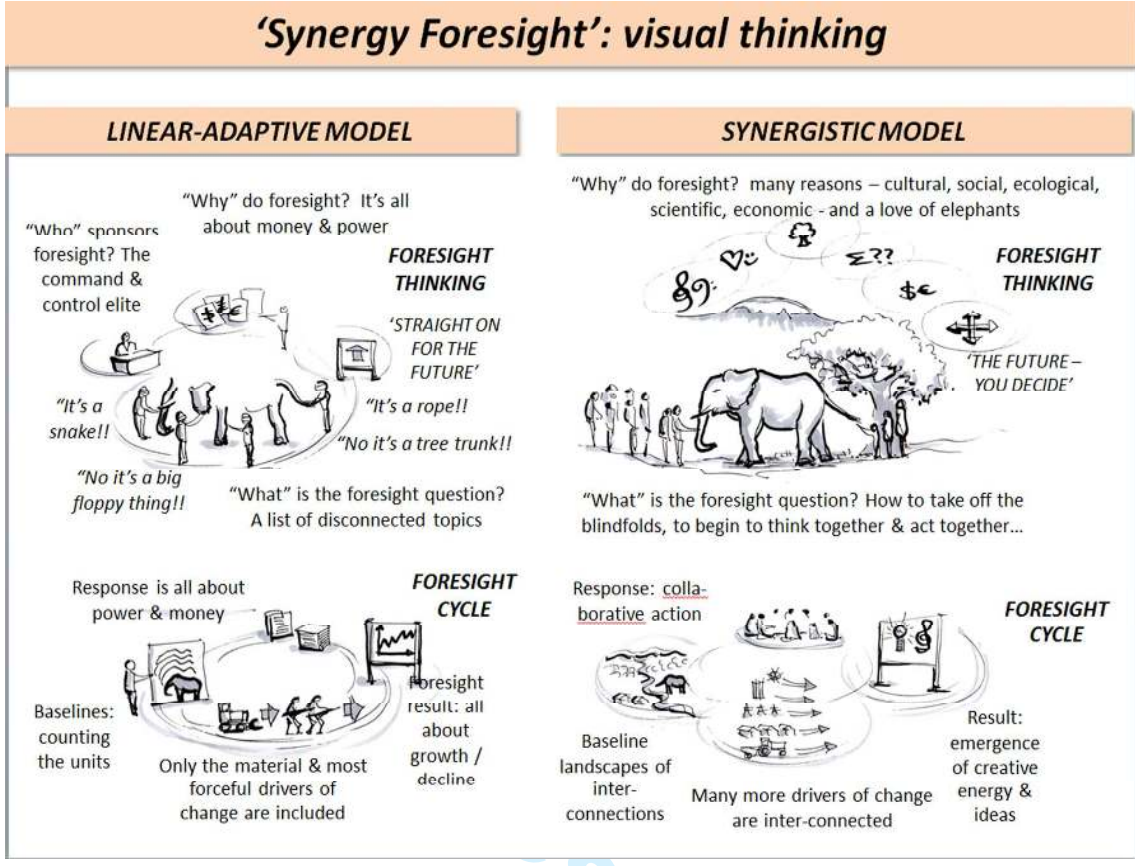 ‘Synergy Foresight’: visual thinking
LINEAR-ADAPTIVE MODEL
“Why” do foresight? It’s all
about money & power
“Who” sponsors
foresight? The
command &
control elite
FORESIGHT
THINKING
‘STRAIGHT ON
FOR THE
FUTURE’
“It’s a
snake!!
“It’s a rope!!
“No it’s a tree trunk!!
“No it’s a big
floppy thing!!
“What” is the foresight question?
A list of disconnected topics
Response is all about
power & money
FORESIGHT
CYCLE
Baselines:
counting
the units
Only the material & most
forceful drivers of
change are included
Foresight
result: all
about
growth /
decline
SYNERGISTIC MODEL
“Why” do foresight? many reasons – cultural, social, ecological,
scientific, economic - and a love of elephants
Σ??
$€
FORESIGHT
THINKING
‘THE FUTURE –
YOU DECIDE’
“What” is the foresight question? How to take off the
blindfolds, to begin to think together & act together...
Response: colla-
borative action
FORESIGHT
CYCLE
Baseline
landscapes of
inter-
connections
Many more drivers of change
are inter-connected
Result:
emergence
of creative
energy &
ideas